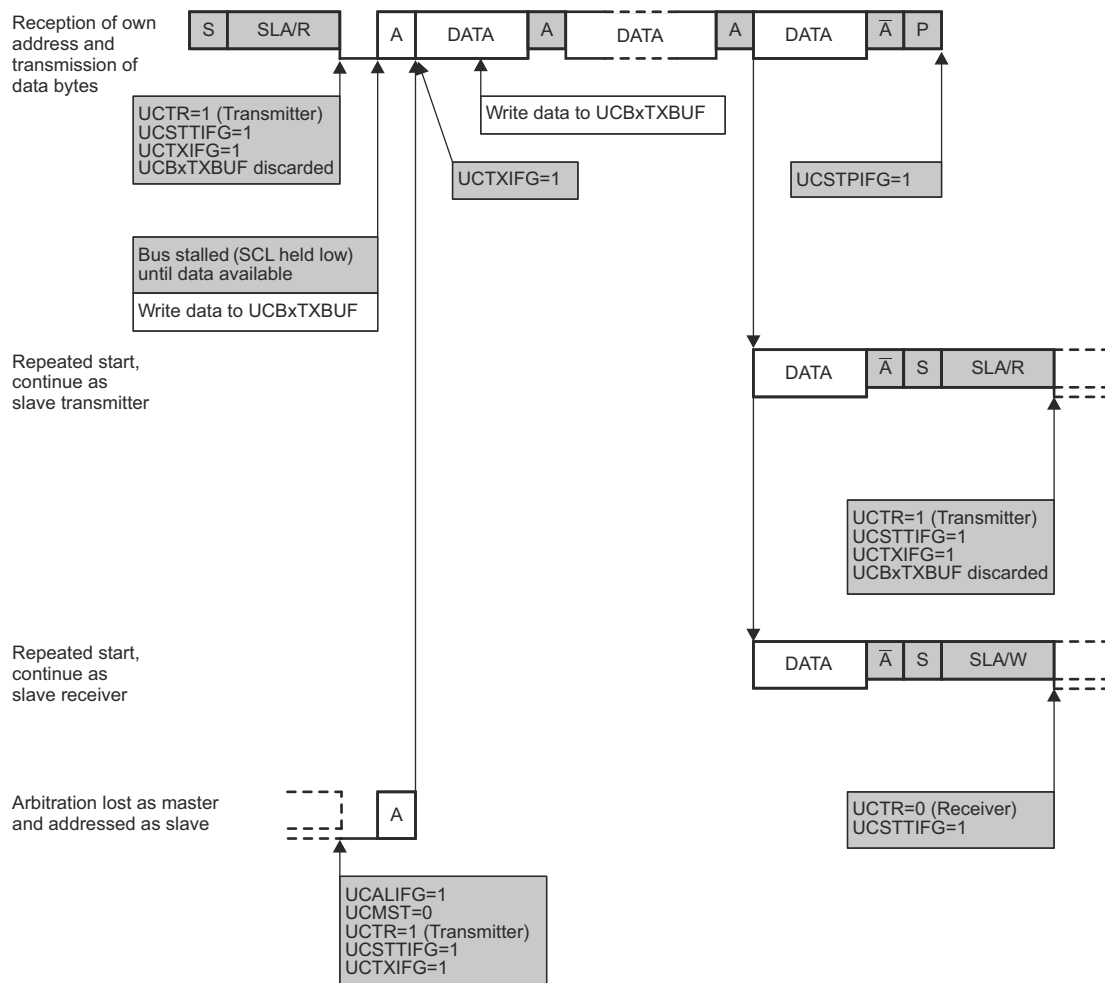 Reception of own
address and
transmission of
data bytes
S SLA/R A DATA A DATA A DATA A̅ P
UCTR=1 (Transmitter)
UCSTTIFG=1
UCTXIFG=1
UCBxTXBUF discarded
Write data to UCBxTXBUF
UCTXIFG=1
UCSTPIFG=1
Bus stalled (SCL held low)
until data available
Write data to UCBxTXBUF
Repeated start,
continue as
slave transmitter
DATA A̅ S SLA/R
UCTR=1 (Transmitter)
UCSTTIFG=1
UCTXIFG=1
UCBxTXBUF discarded
Repeated start,
continue as
slave receiver
DATA A̅ S SLA/W
UCTR=0 (Receiver)
UCSTTIFG=1
Arbitration lost as master
and addressed as slave
A
UCALIFG=1
UCMST=0
UCTR=1 (Transmitter)
UCSTTIFG=1
UCTXIFG=1